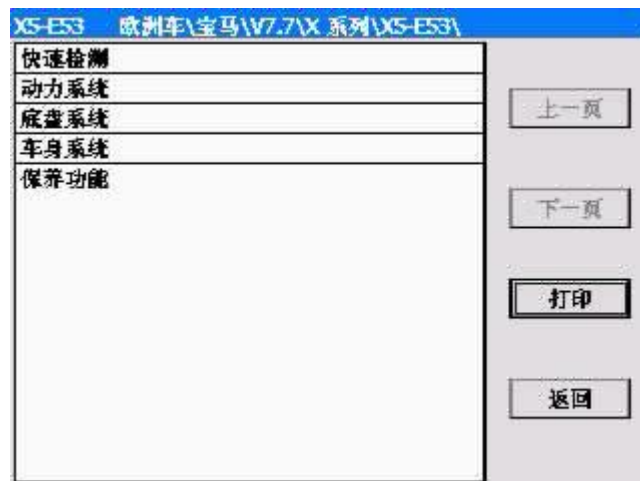 X5-E53 欧洲车\宝马\V7.7\X 系列\X5-E53\
快速检测
动力系统
底盘系统
车身系统
保养功能
上一页
下一页
打印
返回